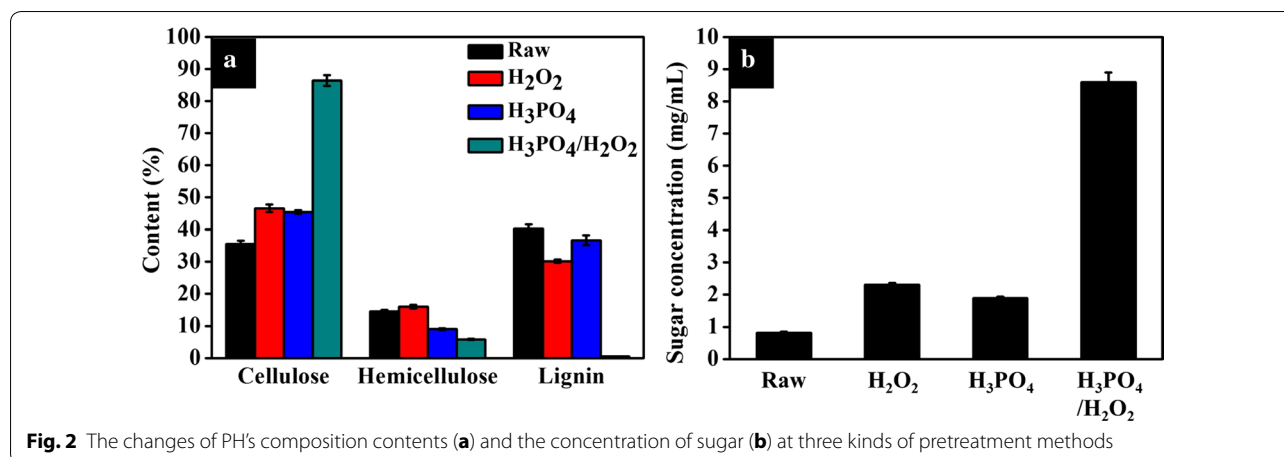 a
Raw
H₂O₂
H₃PO₄
H₃PO₄/H₂O₂
Content (%)
100
90
80
70
60
50
40
30
20
10
0
Cellulose Hemicellulose Lignin
b
Sugar concentration (mg/mL)
10
9
8
7
6
5
4
3
2
1
0
Raw H₂O₂ H₃PO₄ H₃PO₄
/H₂O₂
Fig. 2 The changes of PH’s composition contents (a) and the concentration of sugar (b) at three kinds of pretreatment methods